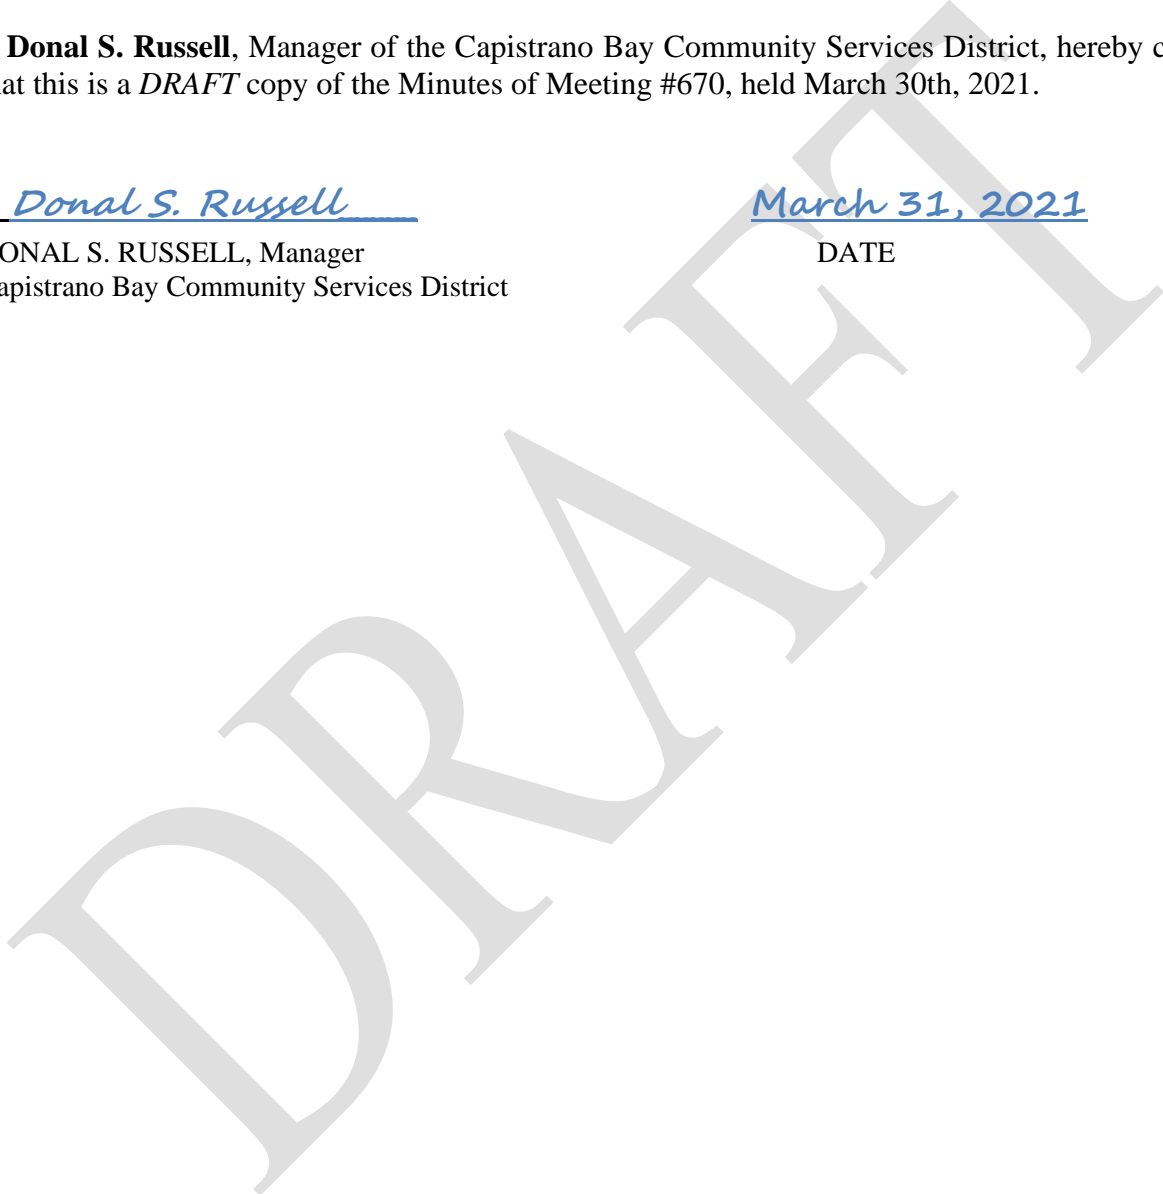 Donal S. Russell, Manager of the Capistrano Bay Community Services District, hereby c
at this is a DRAFT copy of the Minutes of Meeting #670, held March 30th, 2021.
Donal S. Russell March 31, 2021
ONAL S. RUSSELL, Manager DATE
apistrano Bay Community Services District
DRAFT